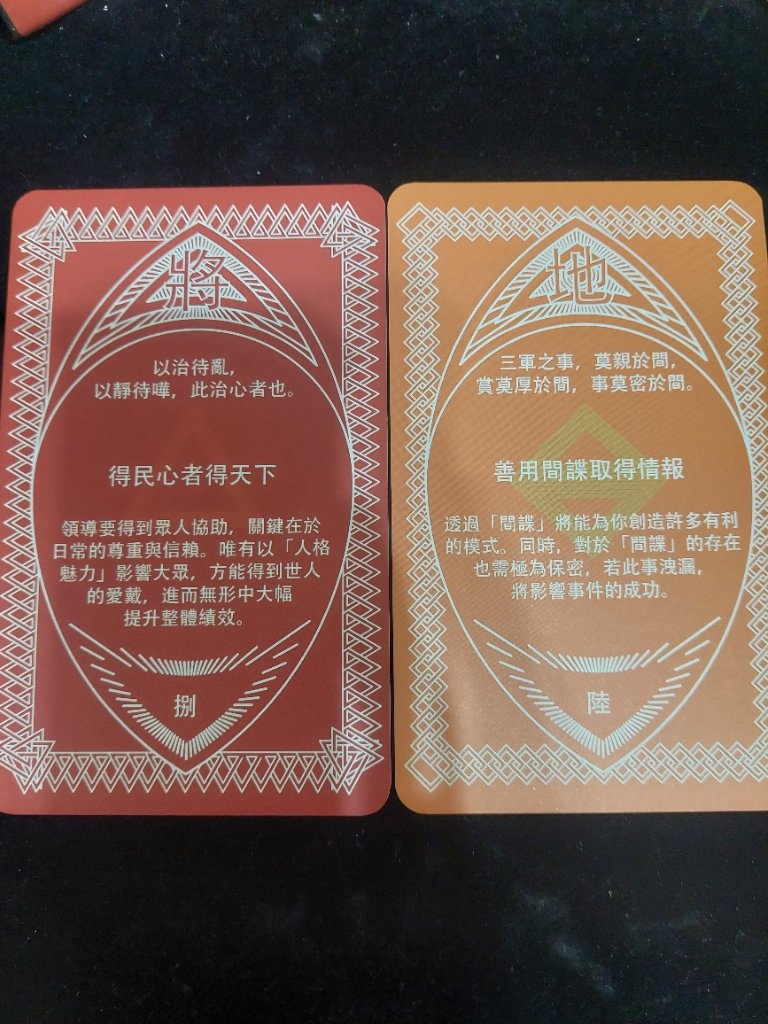 將
以治待亂，
以靜待嘩，此治心者也。
得民心者得天下
領導要得到眾人協助，關鍵在於
日常的尊重與信賴。唯有以「人格
魅力」影響大眾，方能得到世人
的愛戴，進而無形中大幅
提升整體績效。
捌
地
三軍之事，莫親於間，
賞莫厚於間，事莫密於間。
善用間諜取得情報
透過「間諜」將能為你創造許多有利
的模式。同時，對於「間諜」的存在
也需極為保密，若此事洩漏，
將影響事件的成功。
陸